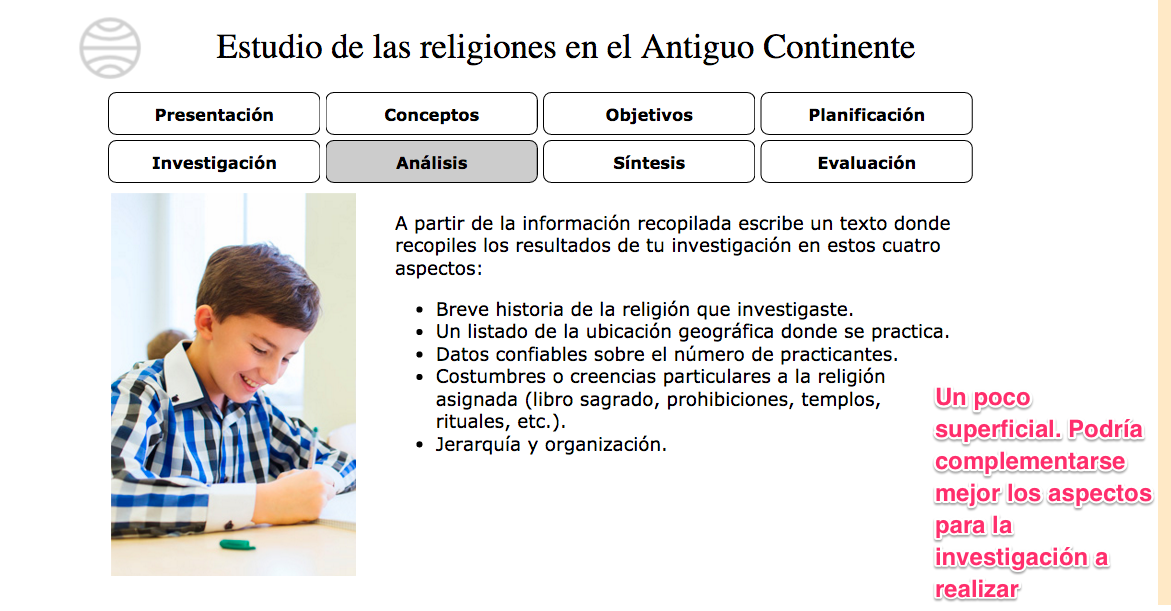 Estudio de las religiones en el Antiguo Continente
Presentación
Conceptos
Objetivos
Planificación
Investigación
Análisis
Síntesis
Evaluación
A partir de la información recopilada escribe un texto donde
recopiles los resultados de tu investigación en estos cuatro
aspectos:
• Breve historia de la religión que investigaste.
• Un listado de la ubicación geográfica donde se practica.
• Datos confiables sobre el número de practicantes.
• Costumbres o creencias particulares a la religión
asignada (libro sagrado, prohibiciones, templos,
rituales, etc.).
• Jerarquía y organización.
Un poco
superficial. Podría
complementarse
mejor los aspectos
para la
investigación a
realizar